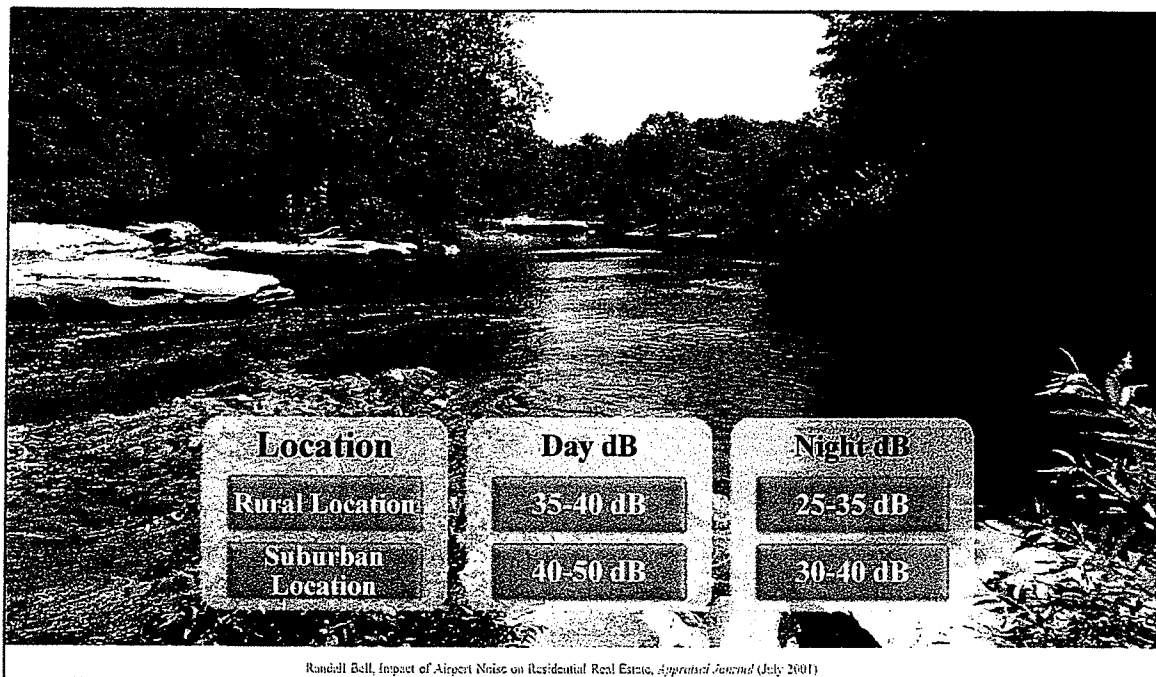 Location Day dB Night dB
Rural Location 35-40 dB 25-35 dB
Suburban
Location 40-50 dB 30-40 dB
Randall Bell, Impact of Airport Noise on Residential Real Estate, Appraisal Journal (July 2001)